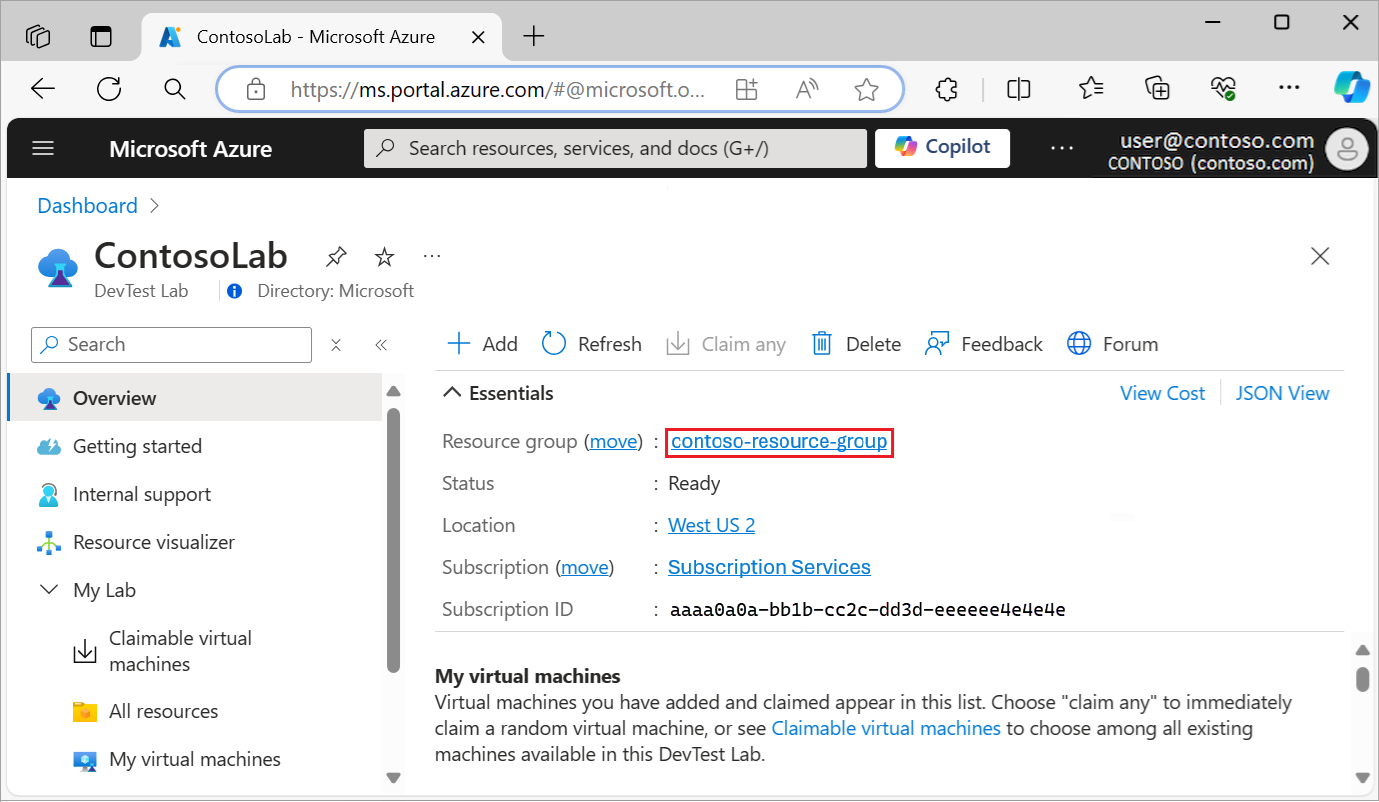 ContosoLab - Microsoft Azure
https://ms.portal.azure.com/#@microsoft.o...
Microsoft Azure
Search resources, services, and docs (G+/)
Copilot
user@contoso.com
CONTOSO (contoso.com)
Dashboard
ContosoLab
DevTest Lab
Directory: Microsoft
Search
Add
Refresh
Claim any
Delete
Feedback
Forum
Overview
Getting started
Internal support
Resource visualizer
My Lab
Claimable virtual
machines
All resources
My virtual machines
Essentials
View Cost
JSON View
Resource group (move) : contoso-resource-group
Status : Ready
Location : West US 2
Subscription (move) : Subscription Services
Subscription ID : aaaa0a0a-bb1b-cc2c-dd3d-eeeeee4e4e4e
My virtual machines
Virtual machines you have added and claimed appear in this list. Choose "claim any" to immediately
claim a random virtual machine, or see Claimable virtual machines to choose among all existing
machines available in this DevTest Lab.